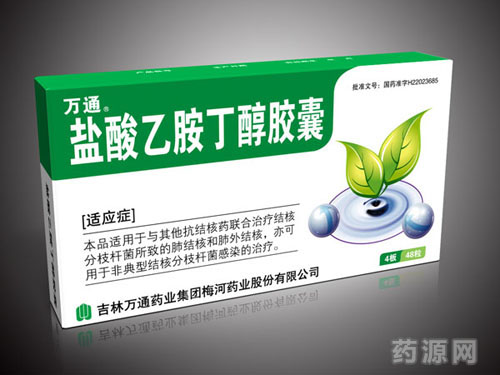 万通®
盐酸乙胺丁醇胶囊
批准文号：国药准字H22023685
[适应症]
本品适用于与其他抗结核药联合治疗结核
分枝杆菌所致的肺结核和肺外结核，亦可
用于非典型结核分枝杆菌感染的治疗。
4板 48粒
吉林万通药业集团梅河药业股份有限公司
药源网